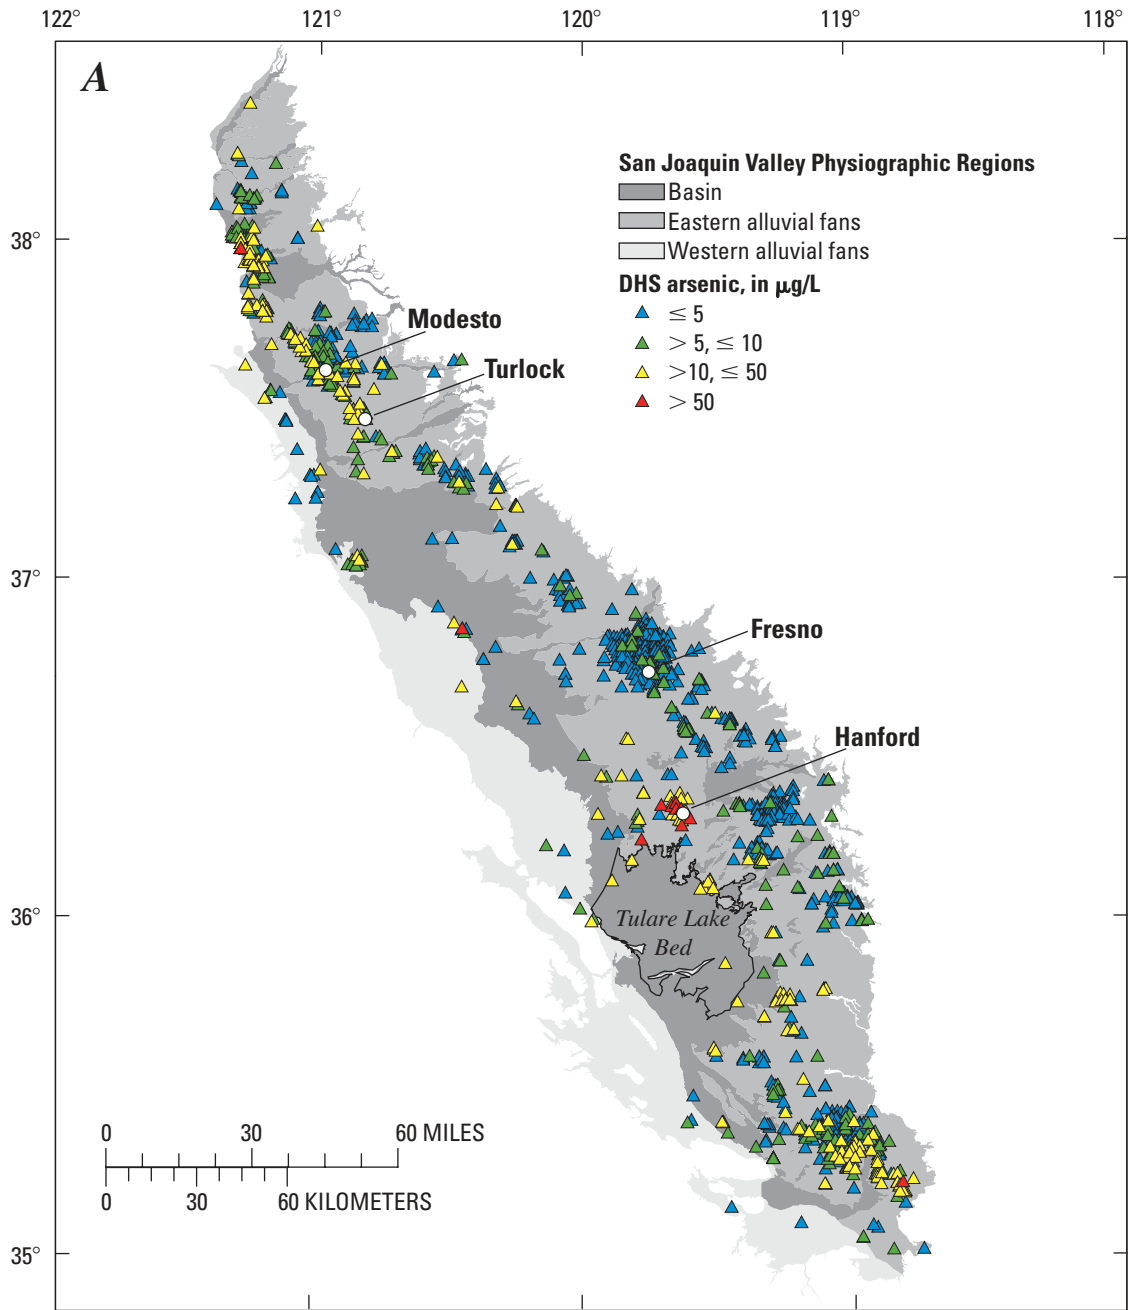 122° 121° 120° 119° 118°
A
San Joaquin Valley Physiographic Regions
Basin
Eastern alluvial fans
Western alluvial fans
38°
DHS arsenic, in µg/L
≤ 5
> 5, ≤ 10
>10, ≤ 50
> 50
Modesto
Turlock
37°
Fresno
Hanford
36°
Tulare Lake
Bed
0 30 60 MILES
0 30 60 KILOMETERS
35°